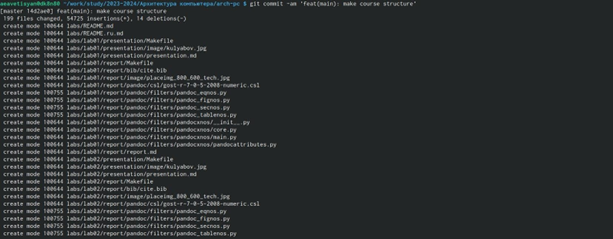 aeavetisyan@dk8n80 ~/work/study/2023-2024/Архитектура компьютера/arch-pc $ git commit -am 'feat(main): make course structure'
[master 14d2ae0] feat(main): make course structure
199 files changed, 54725 insertions(+), 14 deletions(-)
create mode 100644 labs/README.md
create mode 100644 labs/README.ru.md
create mode 100644 labs/lab01/presentation/Makefile
create mode 100644 labs/lab01/presentation/image/kulyabov.jpg
create mode 100644 labs/lab01/presentation/presentation.md
create mode 100644 labs/lab01/report/Makefile
create mode 100644 labs/lab01/report/bib/cite.bib
create mode 100644 labs/lab01/report/image/placeimg_800_600_tech.jpg
create mode 100644 labs/lab01/report/pandoc/csl/gost-r-7-0-5-2008-numeric.csl
create mode 100755 labs/lab01/report/pandoc/filters/pandoc_eqnos.py
create mode 100755 labs/lab01/report/pandoc/filters/pandoc_fignos.py
create mode 100755 labs/lab01/report/pandoc/filters/pandoc_secnos.py
create mode 100755 labs/lab01/report/pandoc/filters/pandoc_tablenos.py
create mode 100644 labs/lab01/report/pandoc/filters/pandocxnos/__init__.py
create mode 100644 labs/lab01/report/pandoc/filters/pandocxnos/core.py
create mode 100644 labs/lab01/report/pandoc/filters/pandocxnos/main.py
create mode 100644 labs/lab01/report/pandoc/filters/pandocxnos/pandocattributes.py
create mode 100644 labs/lab01/report/report.md
create mode 100644 labs/lab02/presentation/Makefile
create mode 100644 labs/lab02/presentation/image/kulyabov.jpg
create mode 100644 labs/lab02/presentation/presentation.md
create mode 100644 labs/lab02/report/Makefile
create mode 100644 labs/lab02/report/bib/cite.bib
create mode 100644 labs/lab02/report/image/placeimg_800_600_tech.jpg
create mode 100644 labs/lab02/report/pandoc/csl/gost-r-7-0-5-2008-numeric.csl
create mode 100755 labs/lab02/report/pandoc/filters/pandoc_eqnos.py
create mode 100755 labs/lab02/report/pandoc/filters/pandoc_fignos.py
create mode 100755 labs/lab02/report/pandoc/filters/pandoc_secnos.py
create mode 100755 labs/lab02/report/pandoc/filters/pandoc_tablenos.py